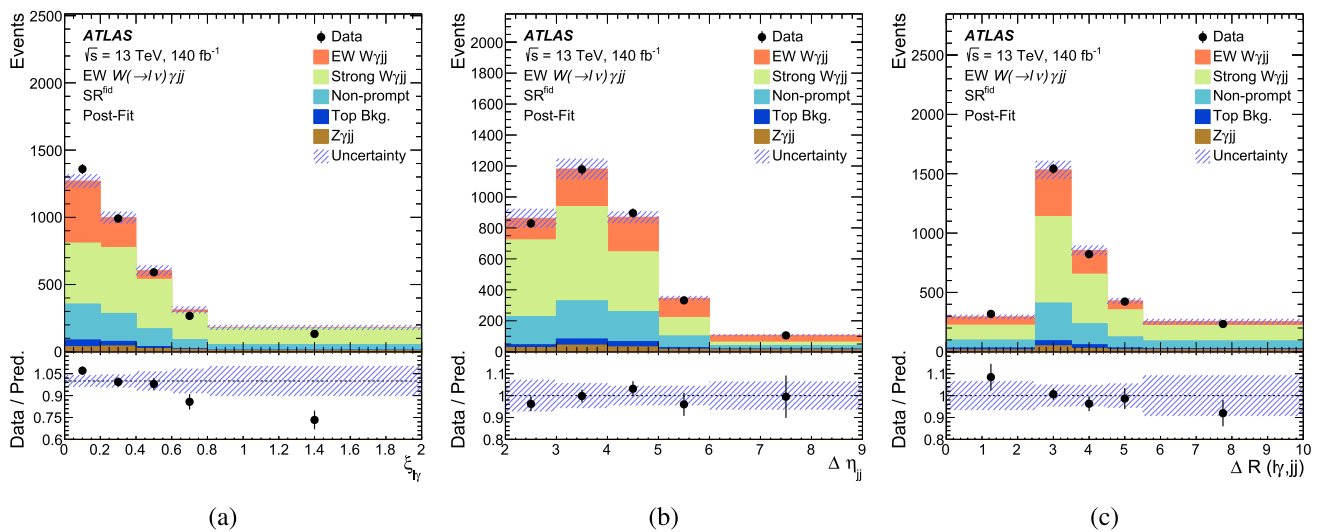 Events
2500
2000
1500
1000
500
0
ATLAS
√s = 13 TeV, 140 fb⁻¹
EW W(→lν)γjj
SRᶠⁱᵈ
Post-Fit
Data
EW Wγjj
Strong Wγjj
Non-prompt
Top Bkg.
Zγjj
Uncertainty
Data / Pred.
1.05
0.9
0.75
0.6
0 0.2 0.4 0.6 0.8 1 1.2 1.4 1.6 1.8 2
ξ_lγ
(a)
Events
2000
1800
1600
1400
1200
1000
800
600
400
200
0
ATLAS
√s = 13 TeV, 140 fb⁻¹
EW W(→lν)γjj
SRᶠⁱᵈ
Post-Fit
Data
EW Wγjj
Strong Wγjj
Non-prompt
Top Bkg.
Zγjj
Uncertainty
Data / Pred.
1.1
1
0.9
0.8
2 3 4 5 6 7 8 9
Δ η_jj
(b)
Events
2500
2000
1500
1000
500
0
ATLAS
√s = 13 TeV, 140 fb⁻¹
EW W(→lν)γjj
SRᶠⁱᵈ
Post-Fit
Data
EW Wγjj
Strong Wγjj
Non-prompt
Top Bkg.
Zγjj
Uncertainty
Data / Pred.
1.1
1
0.9
0.8
0 1 2 3 4 5 6 7 8 9 10
Δ R (lγ,jj)
(c)